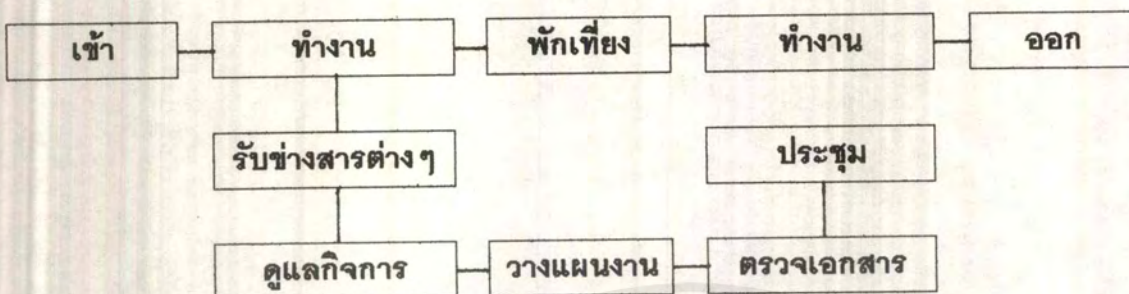 เข้า ทำงาน พักเที่ยง ทำงาน ออก
รับข่างสารต่างๆ ประชุม
ดูแลกิจการ วางแผนงาน ตรวจเอกสาร